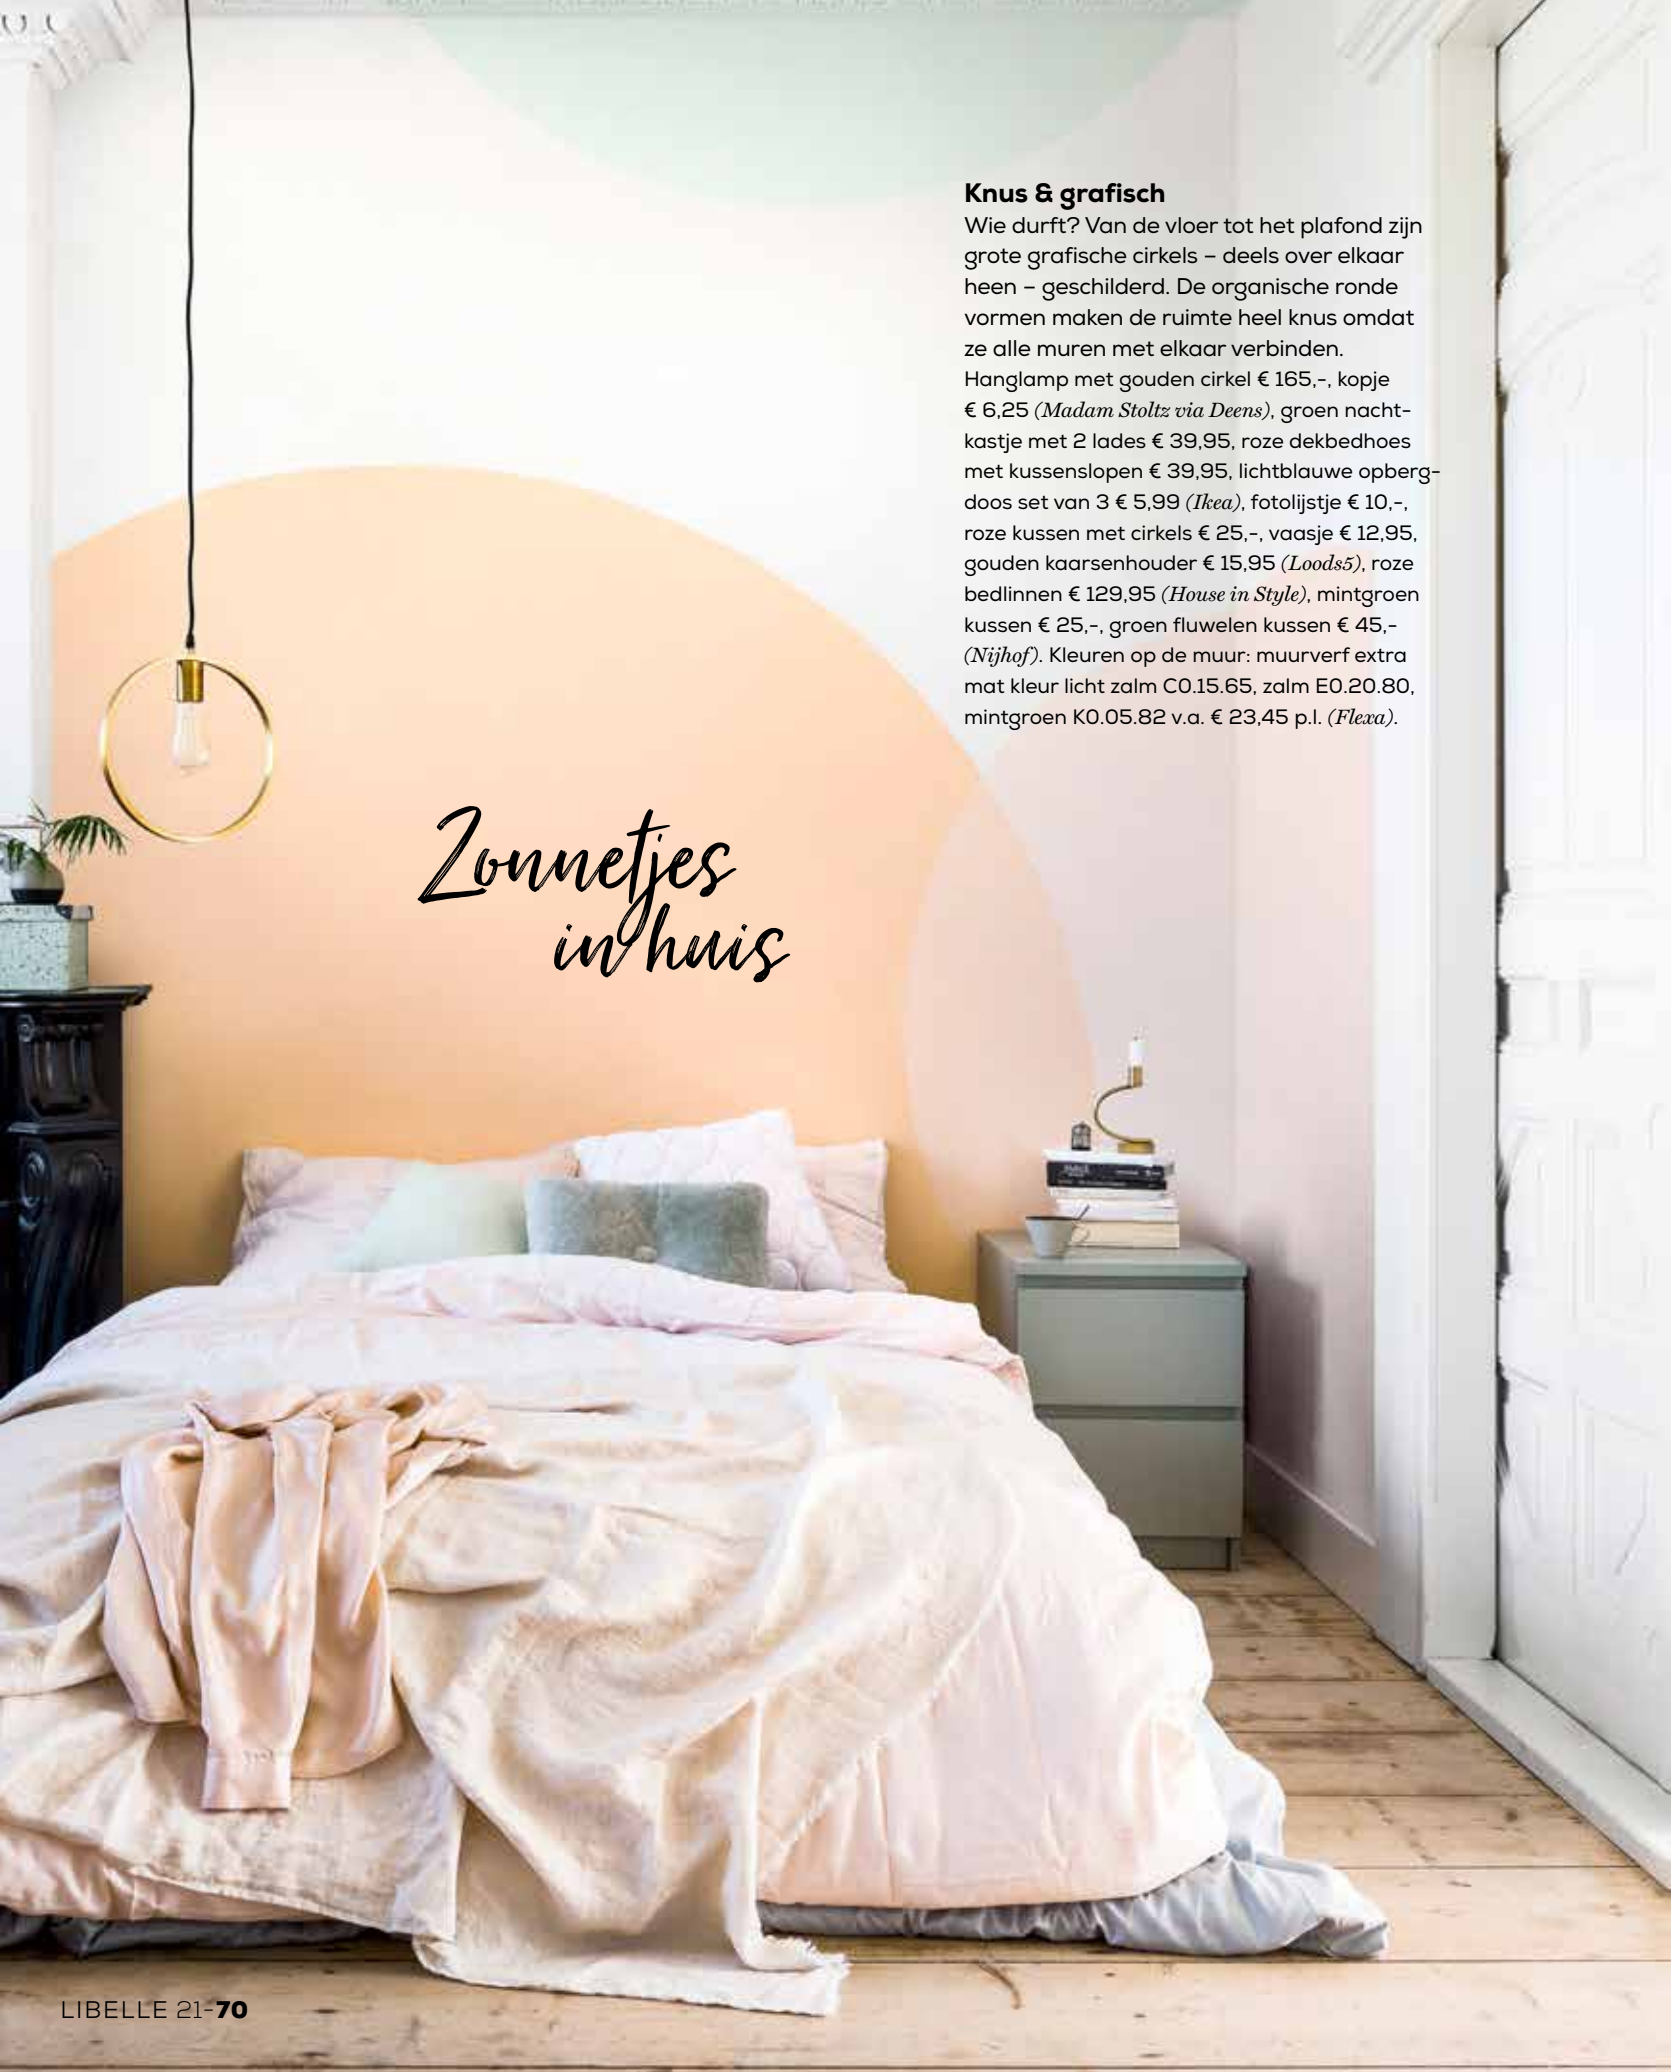 Knus & grafisch
Wie durft? Van de vloer tot het plafond zijn
grote grafische cirkels – deels over elkaar
heen – geschilderd. De organische ronde
vormen maken de ruimte heel knus omdat
ze alle muren met elkaar verbinden.
Hanglamp met gouden cirkel € 165,-, kopje
€ 6,25 (Madam Stoltz via Deens), groen nacht-
kastje met 2 lades € 39,95, roze dekbedhoes
met kussenslopen € 39,95, lichtblauwe opberg-
doos set van 3 € 5,99 (Ikea), fotolijstje € 10,-,
roze kussen met cirkels € 25,-, vaasje € 12,95,
gouden kaarsenhouder € 15,95 (Loods5), roze
bedlinnen € 129,95 (House in Style), mintgroen
kussen € 25,-, groen fluwelen kussen € 45,-
(Nijhof). Kleuren op de muur: muurverf extra
mat kleur licht zalm C0.15.65, zalm E0.20.80,
mintgroen K0.05.82 v.a. € 23,45 p.l. (Flexa).
Zonnetjes
in huis
LIBELLE 21-70